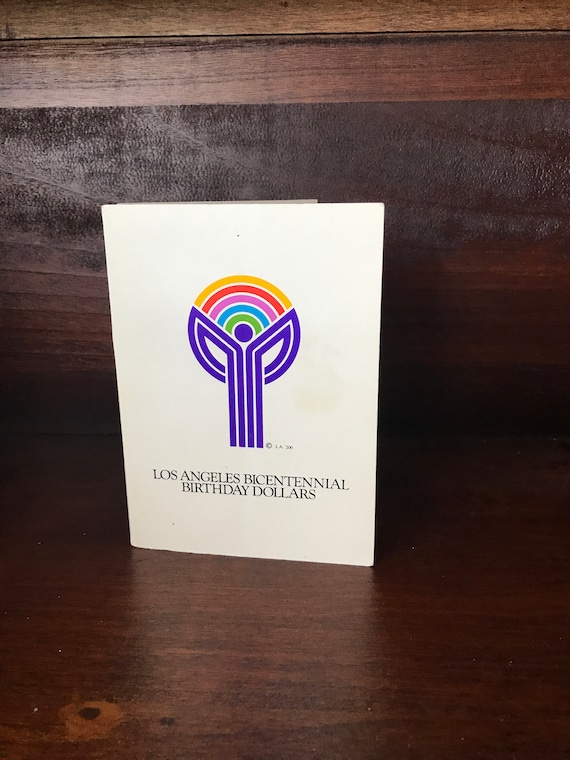 © L.A. '200
LOS ANGELES BICENTENNIAL
BIRTHDAY DOLLARS